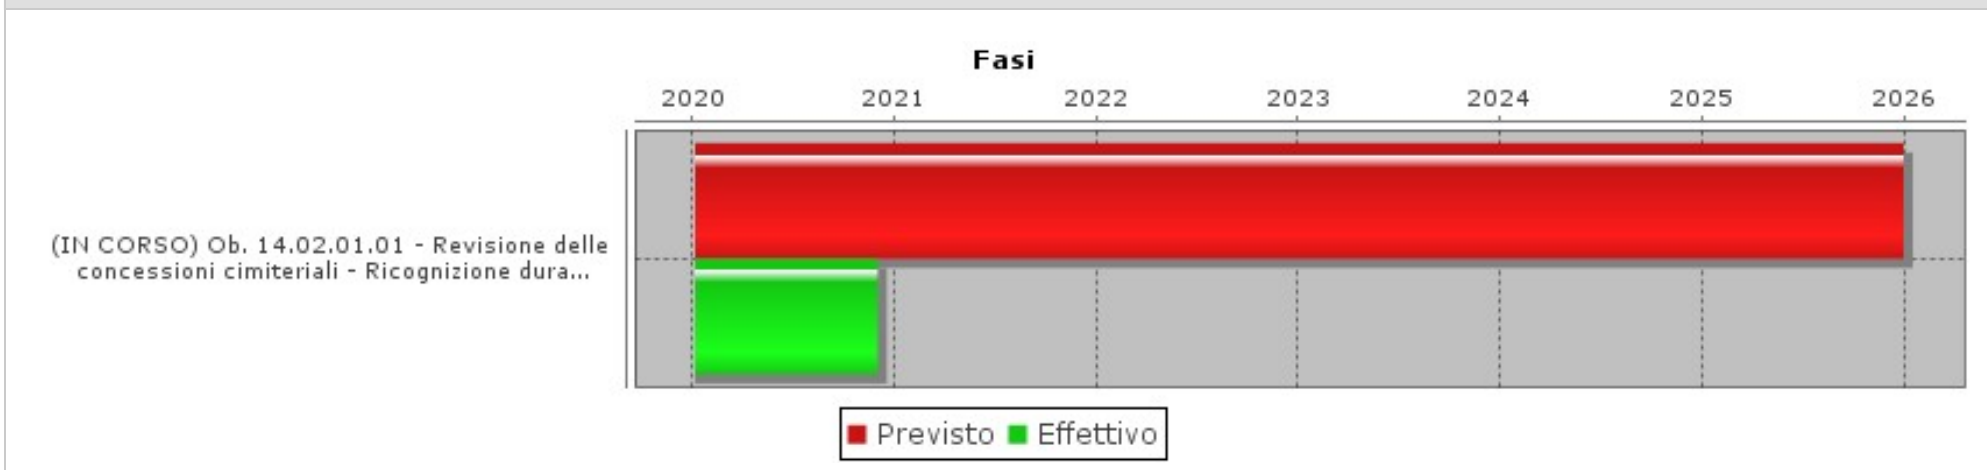 Fasi
2020 2021 2022 2023 2024 2025 2026
(IN CORSO) Ob. 14.02.01.01 - Revisione delle
concessioni cimiteriali - Ricognizione dura...
Previsto Effettivo